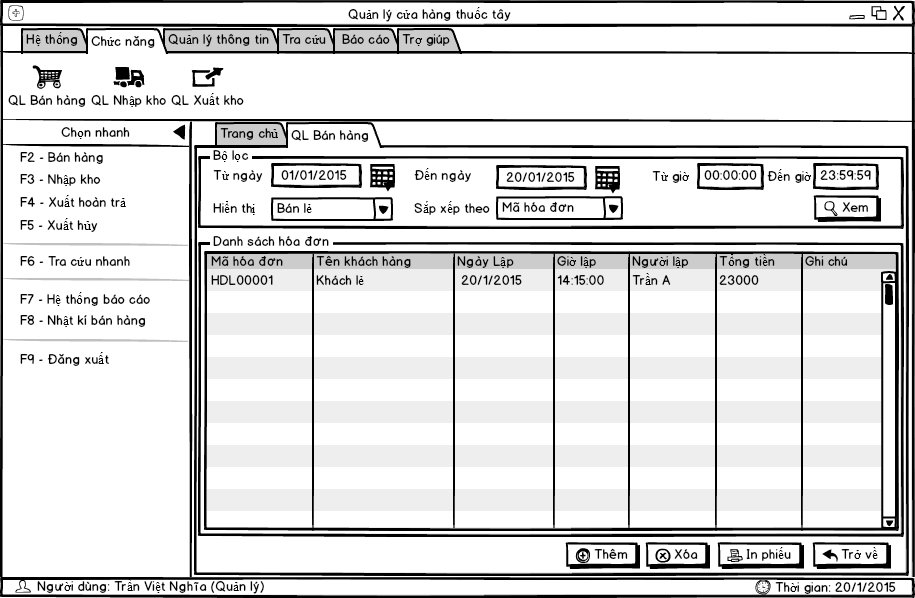 Quản lý cửa hàng thuốc tây
Hệ thống Chức năng Quản lý thông tin Tra cứu Báo cáo Trợ giúp
QL Bán hàng QL Nhập kho QL Xuất kho
Chọn nhanh
F2 - Bán hàng
F3 - Nhập kho
F4 - Xuất hoàn trả
F5 - Xuất hủy
F6 - Tra cứu nhanh
F7 - Hệ thống báo cáo
F8 - Nhật kí bán hàng
F9 - Đăng xuất
Trang chủ QL Bán hàng
Bộ lọc
Từ ngày 01/01/2015 Đến ngày 20/01/2015 Từ giờ 00:00:00 Đến giờ 23:59:59
Hiển thị Bán lẻ Sắp xếp theo Mã hóa đơn Xem
Danh sách hóa đơn
Mã hóa đơn Tên khách hàng Ngày Lập Giờ lập Người lập Tổng tiền Ghi chú
HDL00001 Khách lẻ 20/1/2015 14:15:00 Trần A 23000
Thêm Xóa In phiếu Trở về
Người dùng: Trần Việt Nghĩa (Quản lý) Thời gian: 20/1/2015